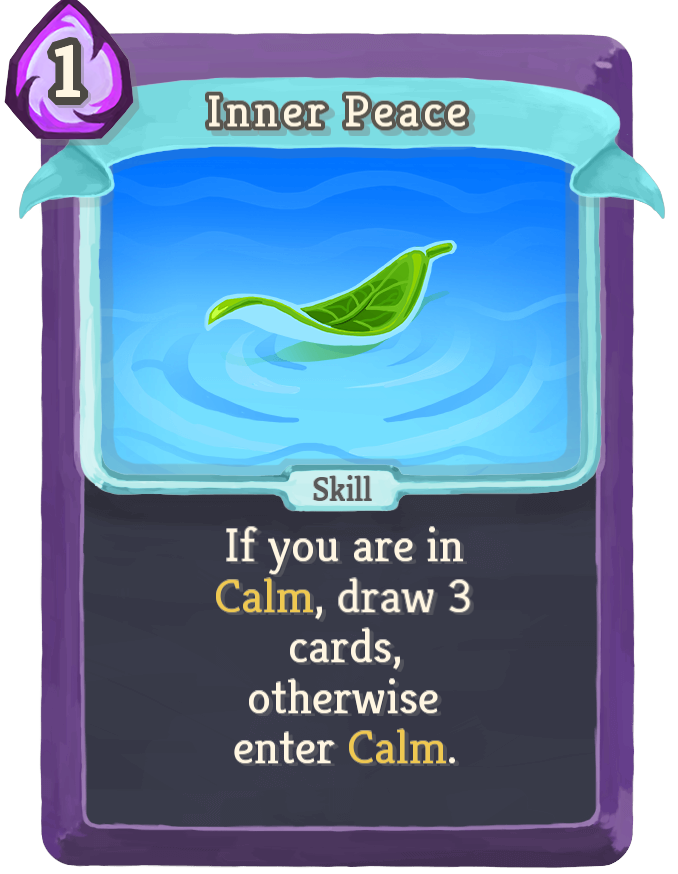 1
Inner Peace
Skill
If you are in
Calm, draw 3
cards,
otherwise
enter Calm.